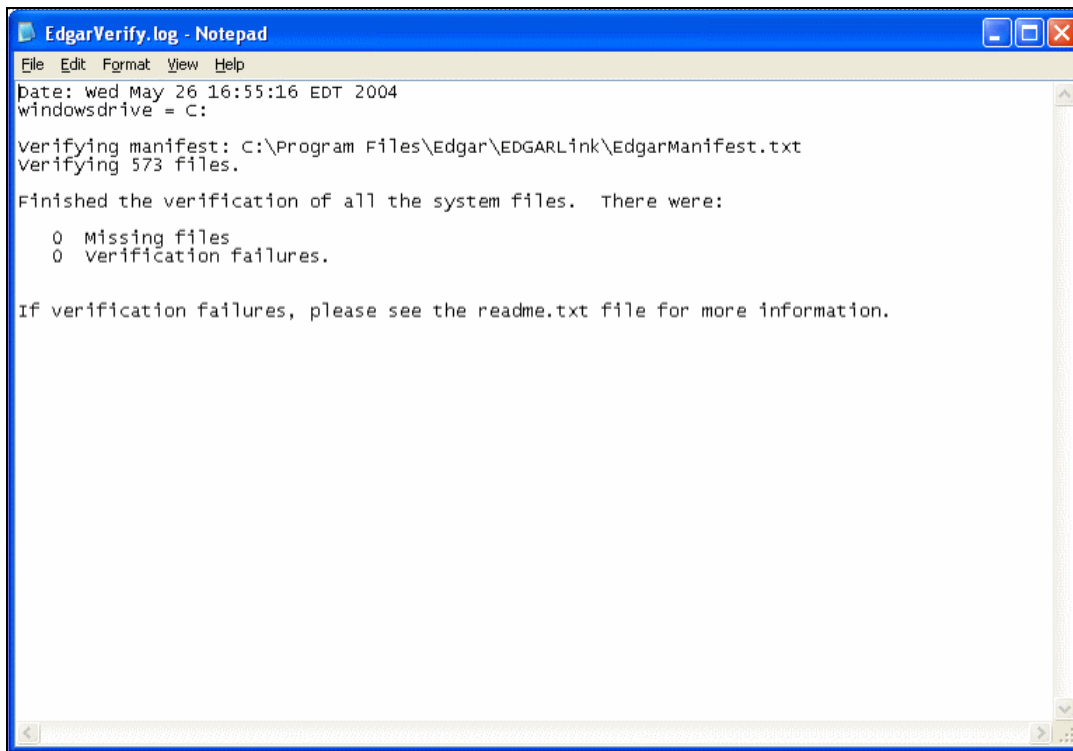 EdgarVerify.log - Notepad
File Edit Format View Help
Date: Wed May 26 16:55:16 EDT 2004
windowsdrive = C:
Verifying manifest: C:\Program Files\Edgar\EDGARLink\EdgarManifest.txt
Verifying 573 files.
Finished the verification of all the system files.  There were:
0  Missing files
0  Verification failures.
If verification failures, please see the readme.txt file for more information.